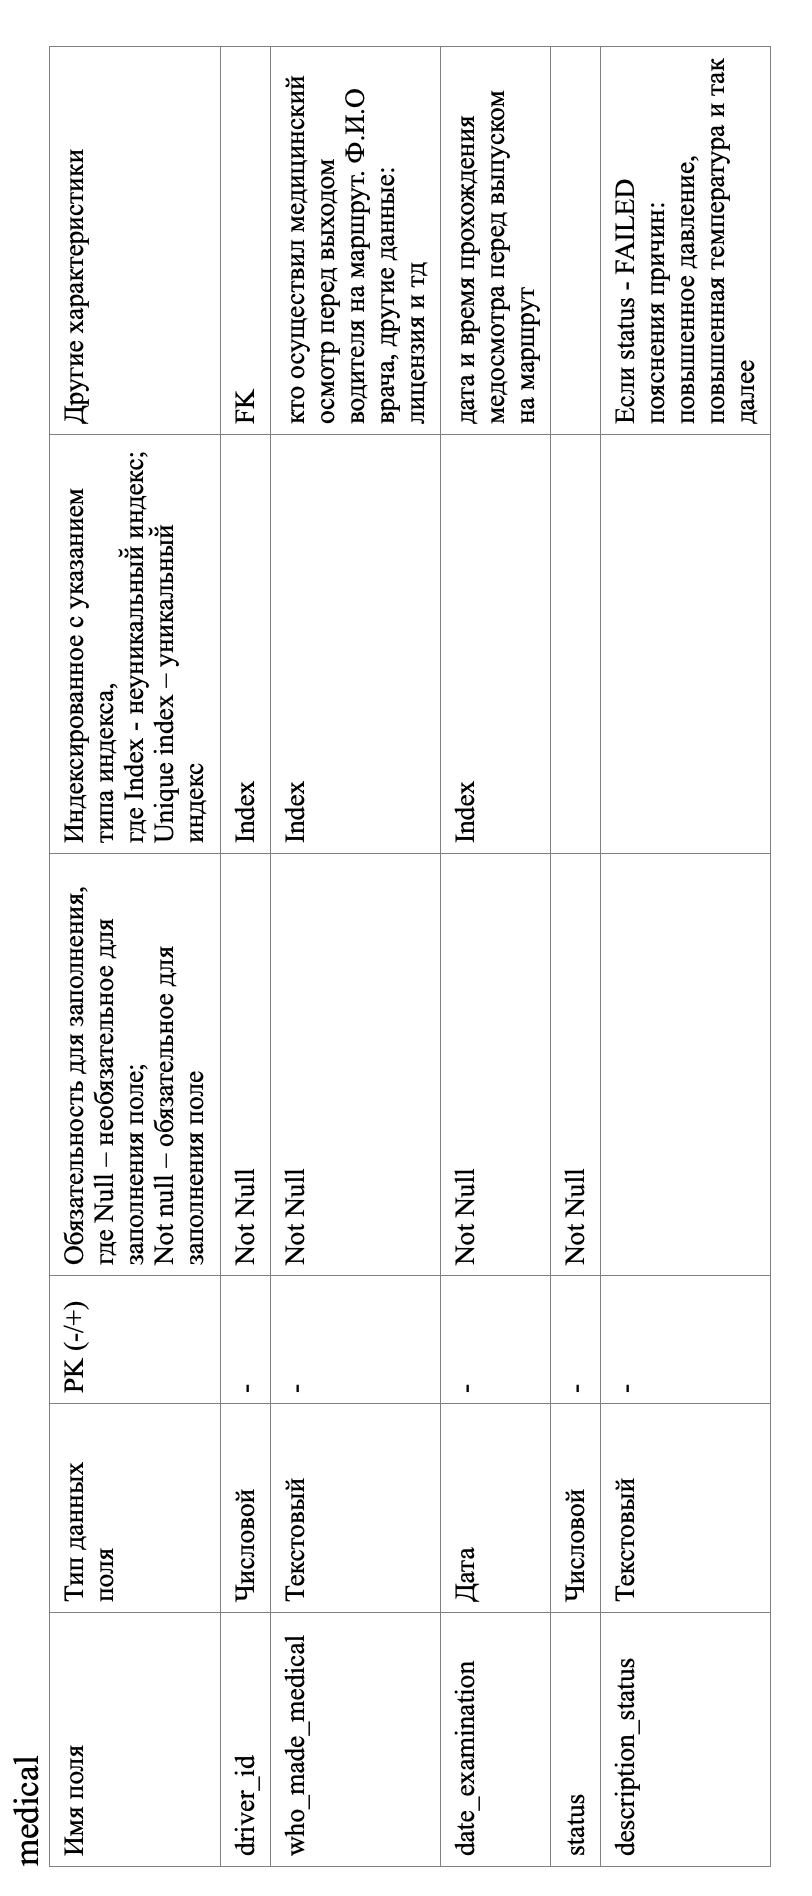 medical
Имя поля
Тип данных
поля
PK (-/+)
Обязательность для заполнения,
где Null – необязательное для
заполнения поле;
Not null – обязательное для
заполнения поле
Индексированное с указанием
типа индекса,
где Index - неуникальный индекс;
Unique index – уникальный
индекс
Другие характеристики
driver_id
Числовой
-
Not Null
Index
FK
who_made_medical
Текстовый
-
Not Null
Index
кто осуществил медицинский
осмотр перед выходом
водителя на маршрут. Ф.И.О
врача, другие данные:
лицензия и тд
date_examination
Дата
-
Not Null
Index
дата и время прохождения
медосмотра перед выпуском
на маршрут
status
Числовой
-
Not Null
description_status
Текстовый
-
Если status - FAILED
пояснения причин:
повышенное давление,
повышенная температура и так
далее